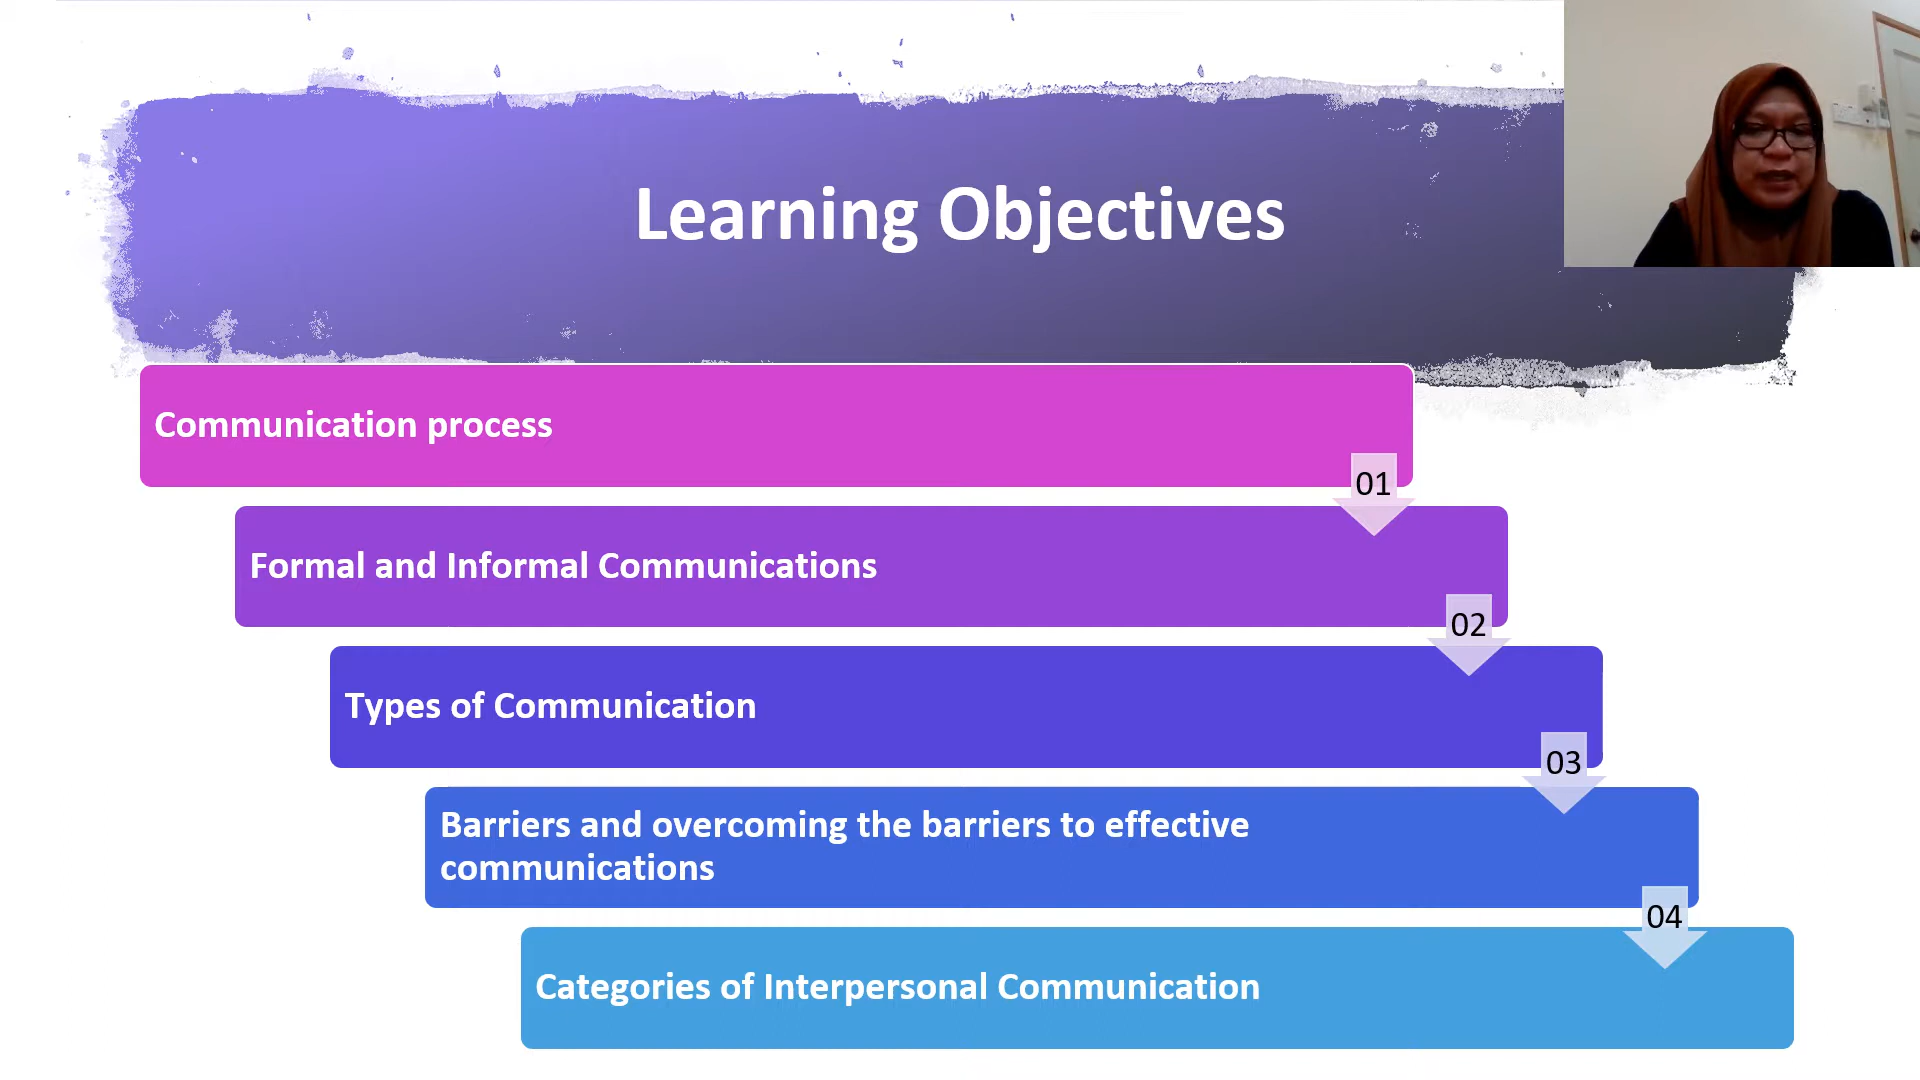 Learning Objectives
Communication process
01
Formal and Informal Communications
02
Types of Communication
03
Barriers and overcoming the barriers to effective
communications
04
Categories of Interpersonal Communication